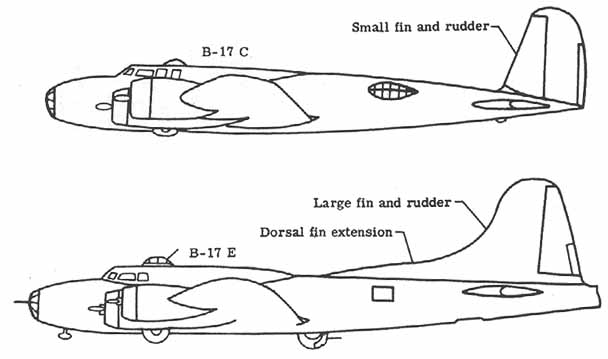 Small fin and rudder
B-17 C
Large fin and rudder
Dorsal fin extension
B-17 E